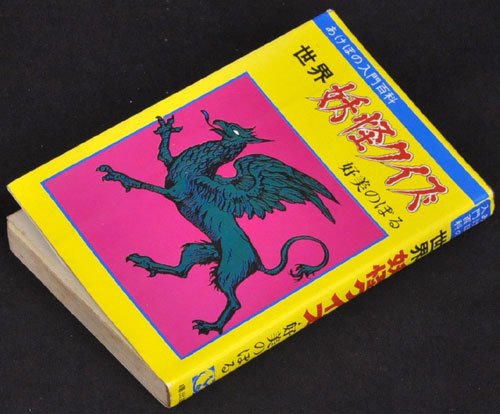 あけぼの入門百科
世界
妖怪クイズ
好美のぼる
世界
妖怪クイズ
好美のぼる